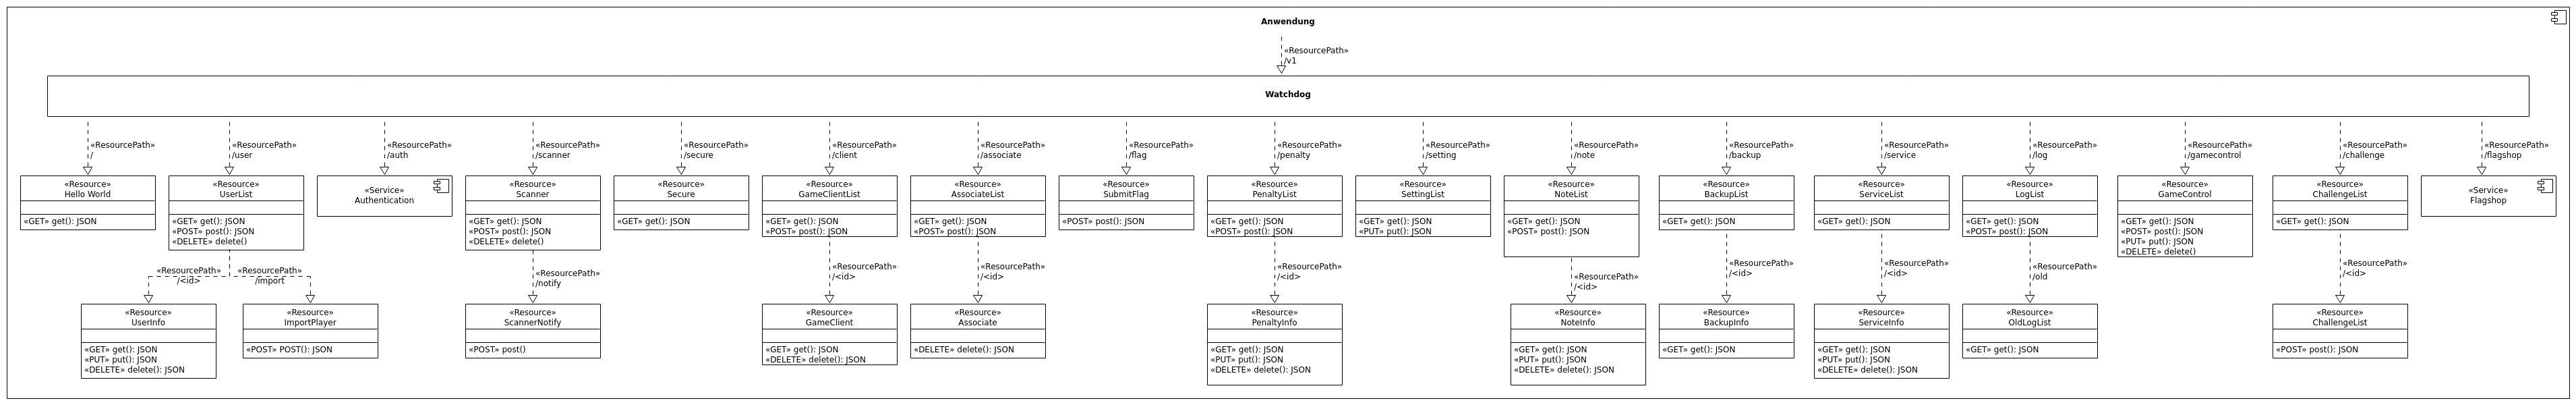 Anwendung
«ResourcePath»
/v1
Watchdog
«ResourcePath»
/
«ResourcePath»
/user
«ResourcePath»
/auth
«ResourcePath»
/scanner
«ResourcePath»
/secure
«ResourcePath»
/client
«ResourcePath»
/associate
«ResourcePath»
/flag
«ResourcePath»
/penalty
«ResourcePath»
/setting
«ResourcePath»
/note
«ResourcePath»
/backup
«ResourcePath»
/service
«ResourcePath»
/log
«ResourcePath»
/gamecontrol
«ResourcePath»
/challenge
«ResourcePath»
/flagshop
«Resource»
Hello World
«GET» get(): JSON
«Resource»
UserList
«GET» get(): JSON
«POST» post(): JSON
«DELETE» delete()
«Service»
Authentication
«Resource»
Scanner
«GET» get(): JSON
«POST» post(): JSON
«DELETE» delete()
«Resource»
Secure
«GET» get(): JSON
«Resource»
GameClientList
«GET» get(): JSON
«POST» post(): JSON
«Resource»
AssociateList
«GET» get(): JSON
«POST» post(): JSON
«Resource»
SubmitFlag
«POST» post(): JSON
«Resource»
PenaltyList
«GET» get(): JSON
«POST» post(): JSON
«Resource»
SettingList
«GET» get(): JSON
«PUT» put(): JSON
«Resource»
NoteList
«GET» get(): JSON
«POST» post(): JSON
«Resource»
BackupList
«GET» get(): JSON
«Resource»
ServiceList
«GET» get(): JSON
«Resource»
LogList
«GET» get(): JSON
«POST» post(): JSON
«Resource»
GameControl
«GET» get(): JSON
«POST» post(): JSON
«PUT» put(): JSON
«DELETE» delete()
«Resource»
ChallengeList
«GET» get(): JSON
«Service»
Flagshop
«ResourcePath»
/<id>
«ResourcePath»
/import
«ResourcePath»
/notify
«ResourcePath»
/<id>
«ResourcePath»
/<id>
«ResourcePath»
/<id>
«ResourcePath»
/<id>
«ResourcePath»
/<id>
«ResourcePath»
/<id>
«ResourcePath»
/old
«ResourcePath»
/<id>
«Resource»
UserInfo
«GET» get(): JSON
«PUT» put(): JSON
«DELETE» delete(): JSON
«Resource»
ImportPlayer
«POST» POST(): JSON
«Resource»
ScannerNotify
«POST» post()
«Resource»
GameClient
«GET» get(): JSON
«DELETE» delete(): JSON
«Resource»
Associate
«DELETE» delete(): JSON
«Resource»
PenaltyInfo
«GET» get(): JSON
«PUT» put(): JSON
«DELETE» delete(): JSON
«Resource»
NoteInfo
«GET» get(): JSON
«PUT» put(): JSON
«DELETE» delete(): JSON
«Resource»
BackupInfo
«GET» get(): JSON
«Resource»
ServiceInfo
«GET» get(): JSON
«PUT» put(): JSON
«DELETE» delete(): JSON
«Resource»
OldLogList
«GET» get(): JSON
«Resource»
ChallengeList
«POST» post(): JSON